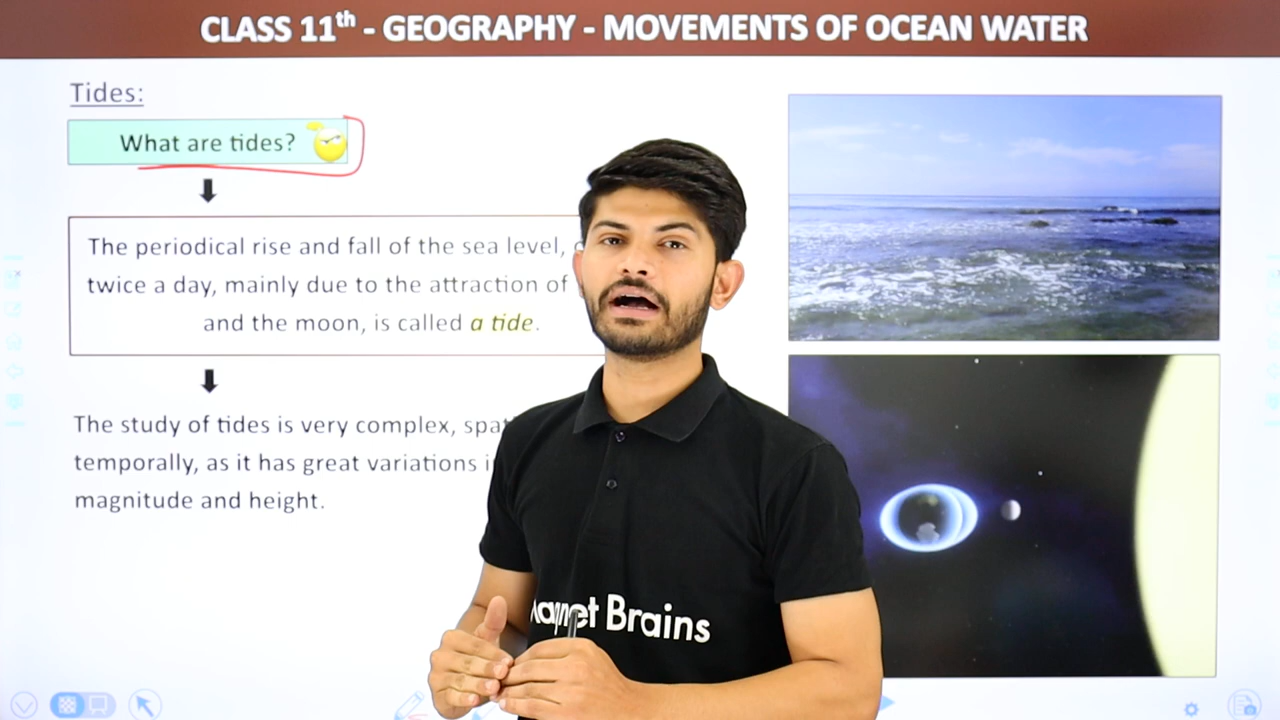 CLASS 11th - GEOGRAPHY - MOVEMENTS OF OCEAN WATER
Tides:
What are tides?
The periodical rise and fall of the sea level,
twice a day, mainly due to the attraction of
and the moon, is called a tide.
The study of tides is very complex,
temporally, as it has great variations
magnitude and height.
Brains